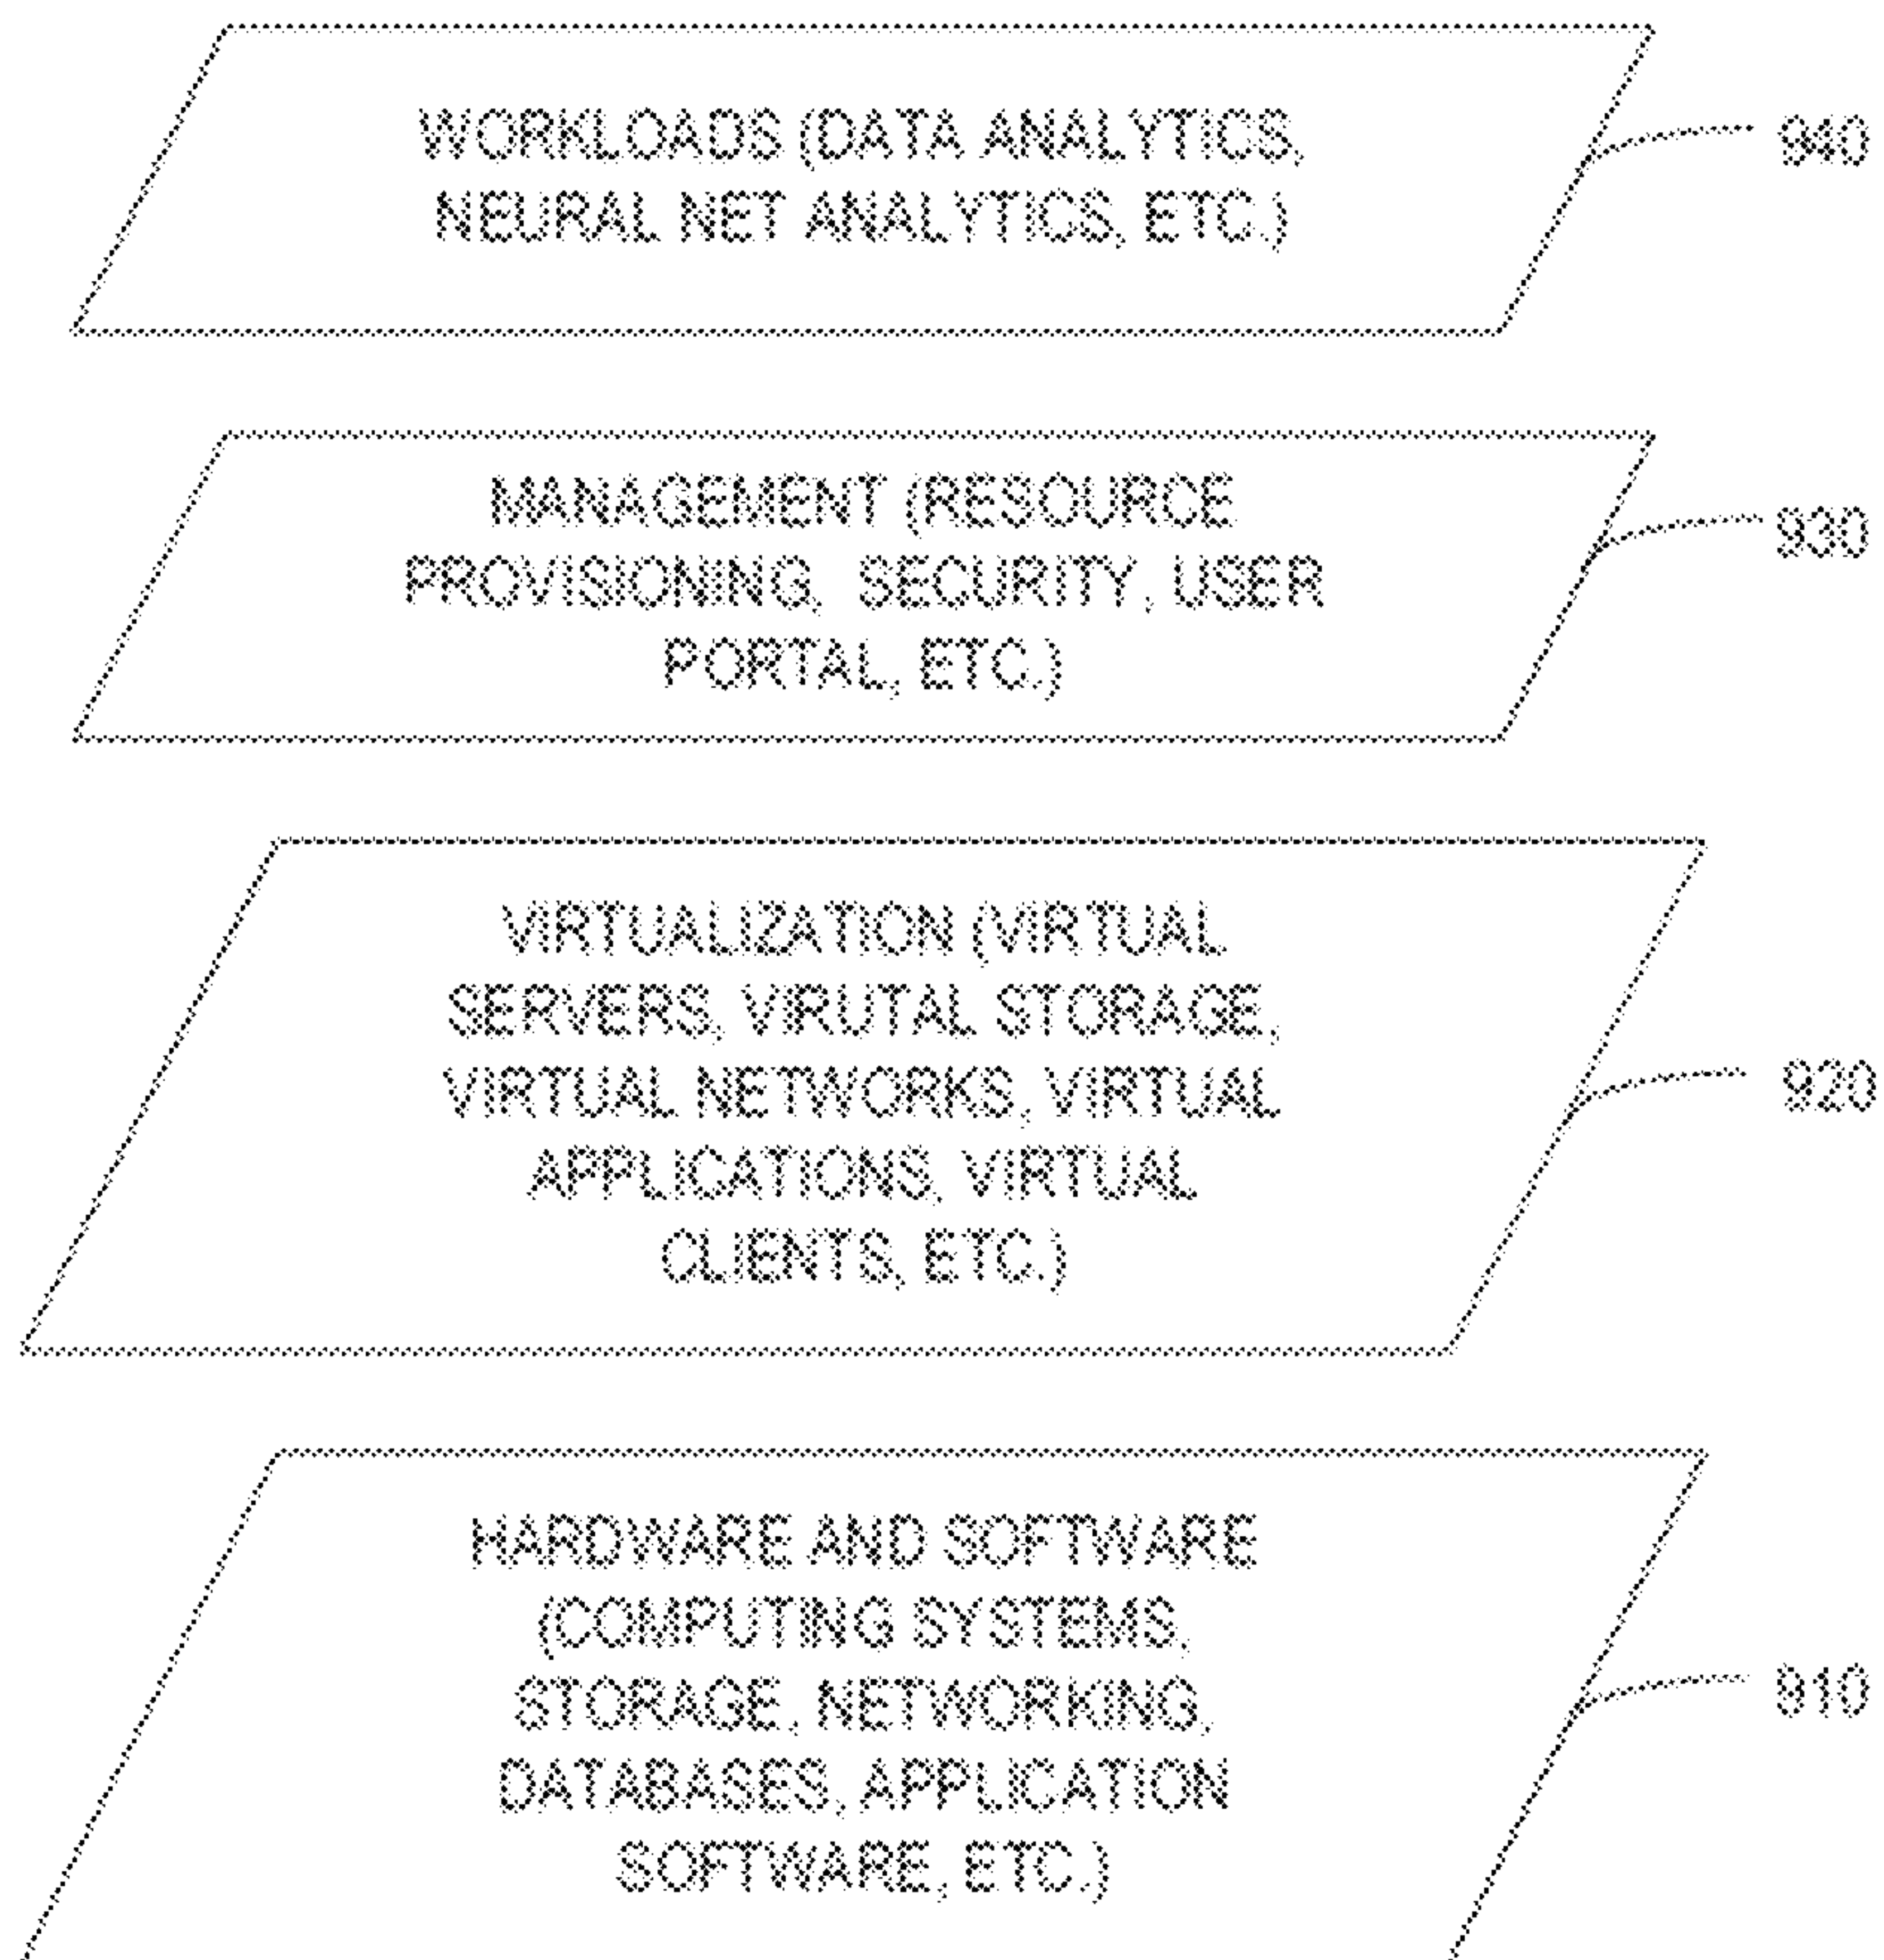 WORKLOADS (DATA ANALYTICS,
NEURAL NET ANALYTICS, ETC.)
940
MANAGEMENT (RESOURCE
PROVISIONING, SECURITY, USER
PORTAL, ETC.)
930
VIRTUALIZATION (VIRTUAL
SERVERS, VIRUTAL STORAGE,
VIRTUAL NETWORKS, VIRTUAL
APPLICATIONS, VIRTUAL
CLIENTS, ETC.)
920
HARDWARE AND SOFTWARE
(COMPUTING SYSTEMS,
STORAGE, NETWORKING,
DATABASES, APPLICATION
SOFTWARE, ETC.)
910